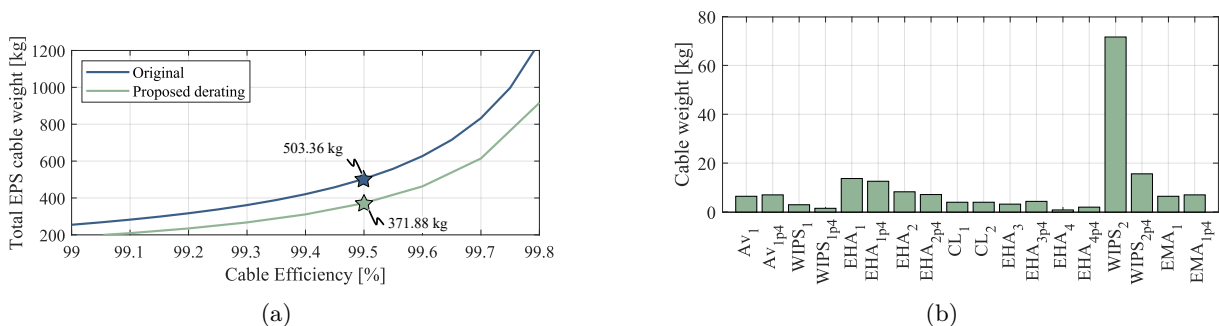 Total EPS cable weight [kg]
1200
1000
800
600
400
200
Original
Proposed derating
503.36 kg
371.88 kg
99 99.1 99.2 99.3 99.4 99.5 99.6 99.7 99.8
Cable Efficiency [%]
(a)
Cable weight [kg]
80
60
40
20
0
Av1
Av1p4
WIPS1
WIPS1p4
EHA1
EHA1p4
EHA2
EHA2p4
CL1
CL2
EHA3
EHA3p4
EHA4
EHA4p4
WIPS2
WIPS2p4
EMA1
EMA1p4
(b)